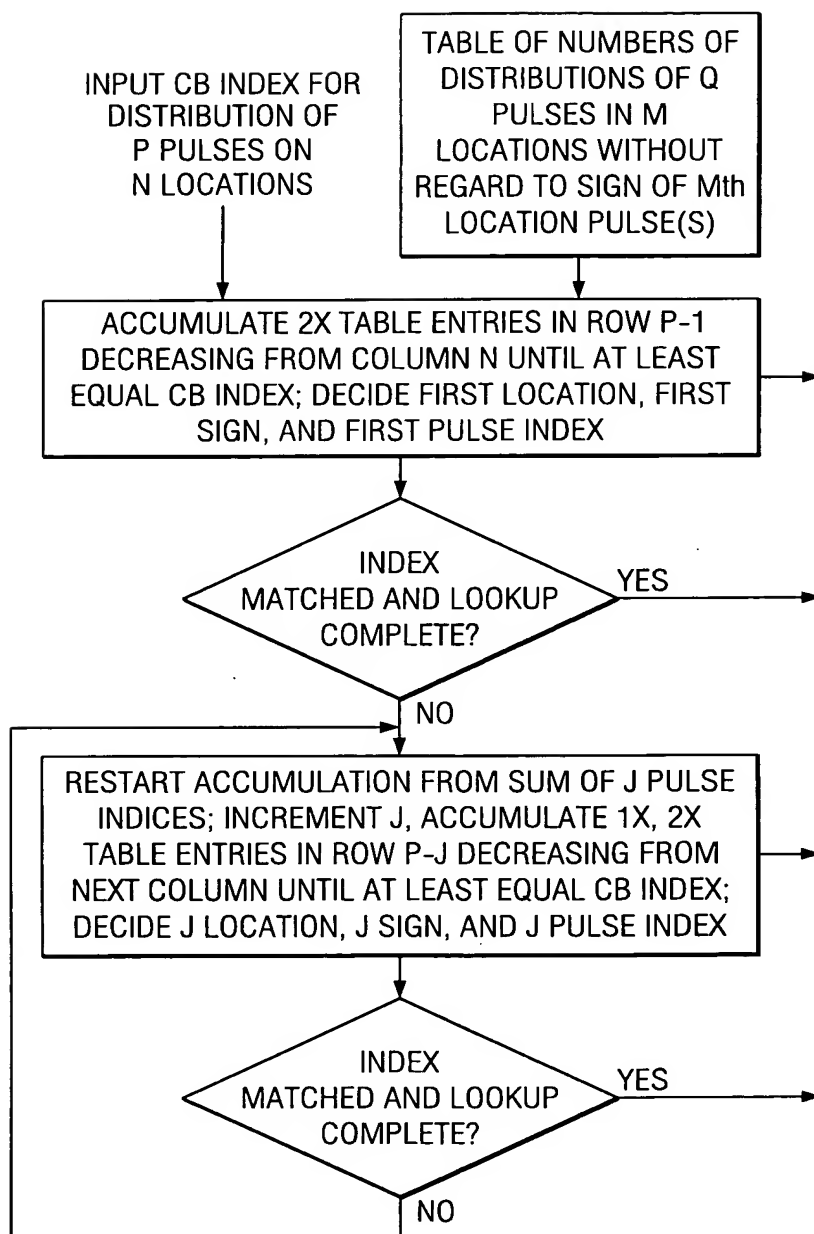 INPUT CB INDEX FOR
DISTRIBUTION OF
P PULSES ON
N LOCATIONS
TABLE OF NUMBERS OF
DISTRIBUTIONS OF Q
PULSES IN M
LOCATIONS WITHOUT
REGARD TO SIGN OF Mth
LOCATION PULSE(S)
ACCUMULATE 2X TABLE ENTRIES IN ROW P-1
DECREASING FROM COLUMN N UNTIL AT LEAST
EQUAL CB INDEX; DECIDE FIRST LOCATION, FIRST
SIGN, AND FIRST PULSE INDEX
INDEX
MATCHED AND LOOKUP
COMPLETE?
YES
NO
RESTART ACCUMULATION FROM SUM OF J PULSE
INDICES; INCREMENT J, ACCUMULATE 1X, 2X
TABLE ENTRIES IN ROW P-J DECREASING FROM
NEXT COLUMN UNTIL AT LEAST EQUAL CB INDEX;
DECIDE J LOCATION, J SIGN, AND J PULSE INDEX
INDEX
MATCHED AND LOOKUP
COMPLETE?
YES
NO